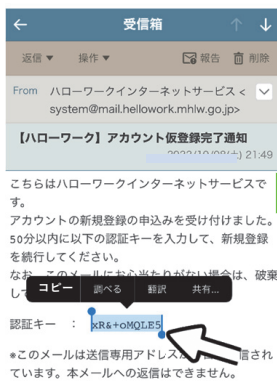 受信箱
返信▼ 操作▼ 報告 削除
From ハローワークインターネットサービス <
system@mail.hellowork.mhlw.go.jp>
【ハローワーク】アカウント仮登録完了通知
21:49
こちらはハローワークインターネットサービスで
す。
アカウントの新規登録の申込みを受け付けました。
50分以内に以下の認証キーを入力して、新規登録
を続行してください。
なお、このメールにお心当たりがない場合は、破棄
し
コピー 調べる 翻訳 共有...
認証キー ： xR&+oMQLE5
*このメールは送信専用アドレス 信され
ています。本メールへの返信はできません。